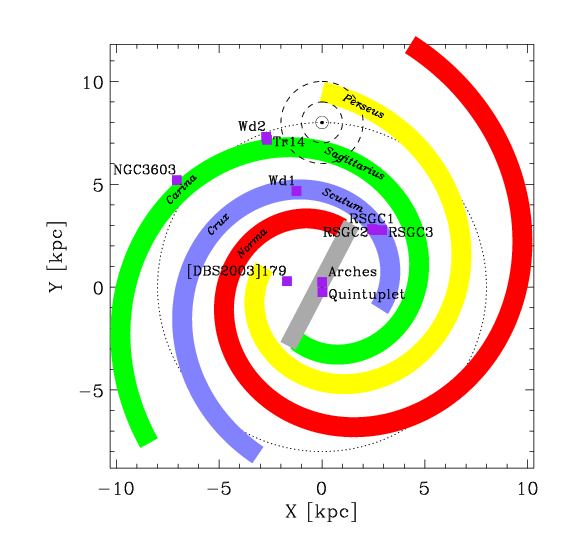 10
5
0
−5
Y [kpc]
−10
−5
0
5
10
X [kpc]
Perseus
Wd2
Tr14
Sagittarius
NGC3603
Carina
Wd1
Scutum
Crux
RSGC1
RSGC2
RSGC3
Norma
[DBS2003]179
Arches
Quintuplet